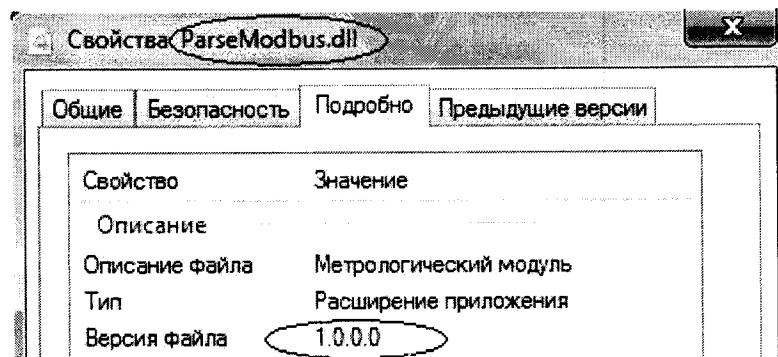 Свойства ParseModbus.dll
X
Общие Безопасность Подробно Предыдущие версии
Свойство Значение
Описание
Описание файла Метрологический модуль
Тип Расширение приложения
Версия файла 1.0.0.0